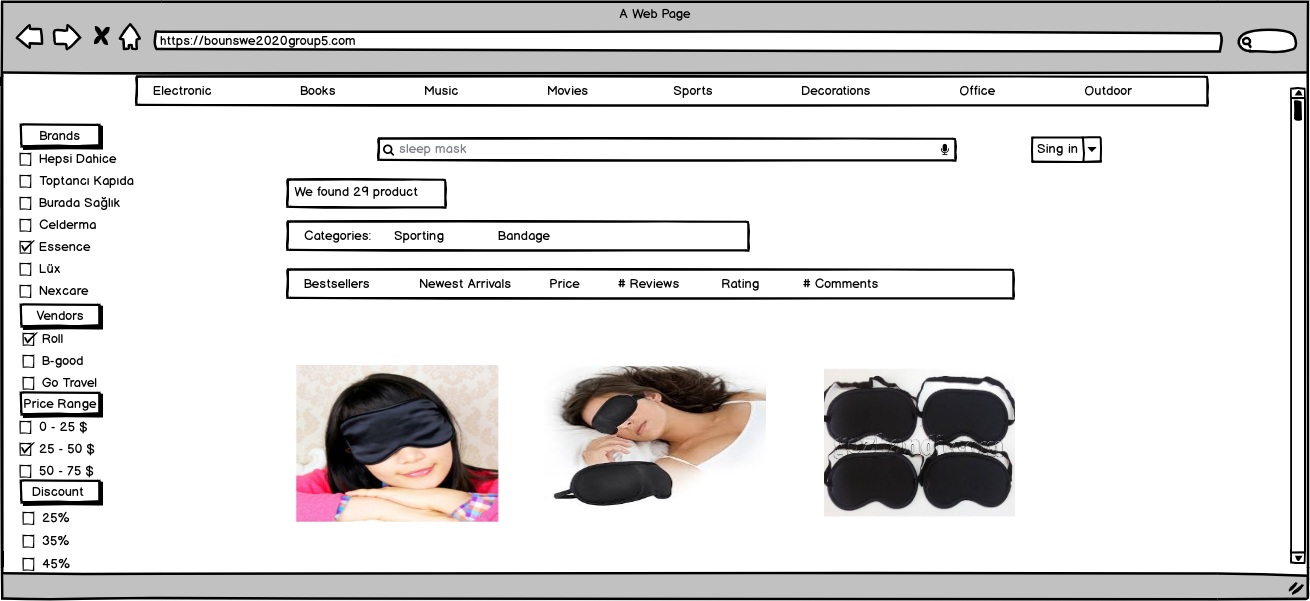 A Web Page
https://bounswe2020group5.com
Electronic Books Music Movies Sports Decorations Office Outdoor
sleep mask
Sing in
We found 29 product
Categories: Sporting Bandage
Bestsellers Newest Arrivals Price # Reviews Rating # Comments
Brands
Hepsi Dahice
Toptancı Kapıda
Burada Sağlık
Celderma
Essence
Lüx
Nexcare
Vendors
Roll
B-good
Go Travel
Price Range
0 - 25 $
25 - 50 $
50 - 75 $
Discount
25%
35%
45%